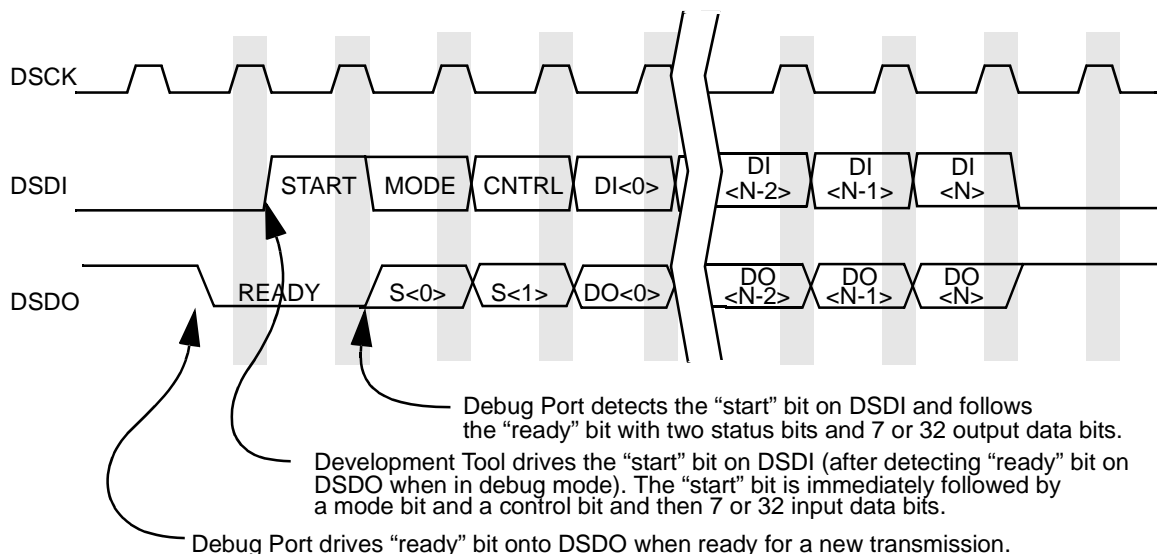 DSCK
DSDI
START MODE CNTRL DI<0> DI <N-2> DI <N-1> DI <N>
DSDO
READY S<0> S<1> DO<0> DO <N-2> DO <N-1> DO <N>
Debug Port detects the “start” bit on DSDI and follows
the “ready” bit with two status bits and 7 or 32 output data bits.
Development Tool drives the “start” bit on DSDI (after detecting “ready” bit on
DSDO when in debug mode). The “start” bit is immediately followed by
a mode bit and a control bit and then 7 or 32 input data bits.
Debug Port drives “ready” bit onto DSDO when ready for a new transmission.